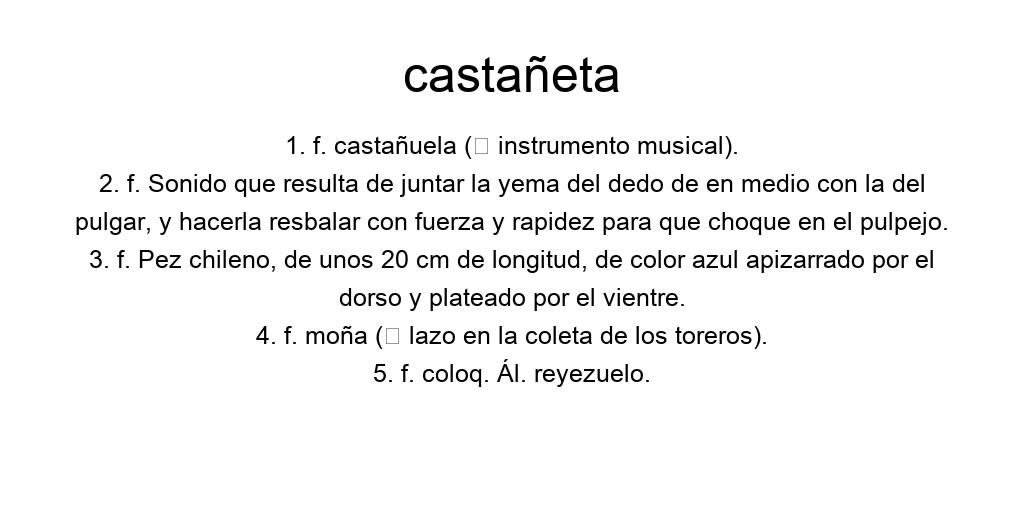 castañeta
1. f. castañuela (▯ instrumento musical).
2. f. Sonido que resulta de juntar la yema del dedo de en medio con la del
pulgar, y hacerla resbalar con fuerza y rapidez para que choque en el pulpejo.
3. f. Pez chileno, de unos 20 cm de longitud, de color azul apizarrado por el
dorso y plateado por el vientre.
4. f. moña (▯ lazo en la coleta de los toreros).
5. f. coloq. Ál. reyezuelo.